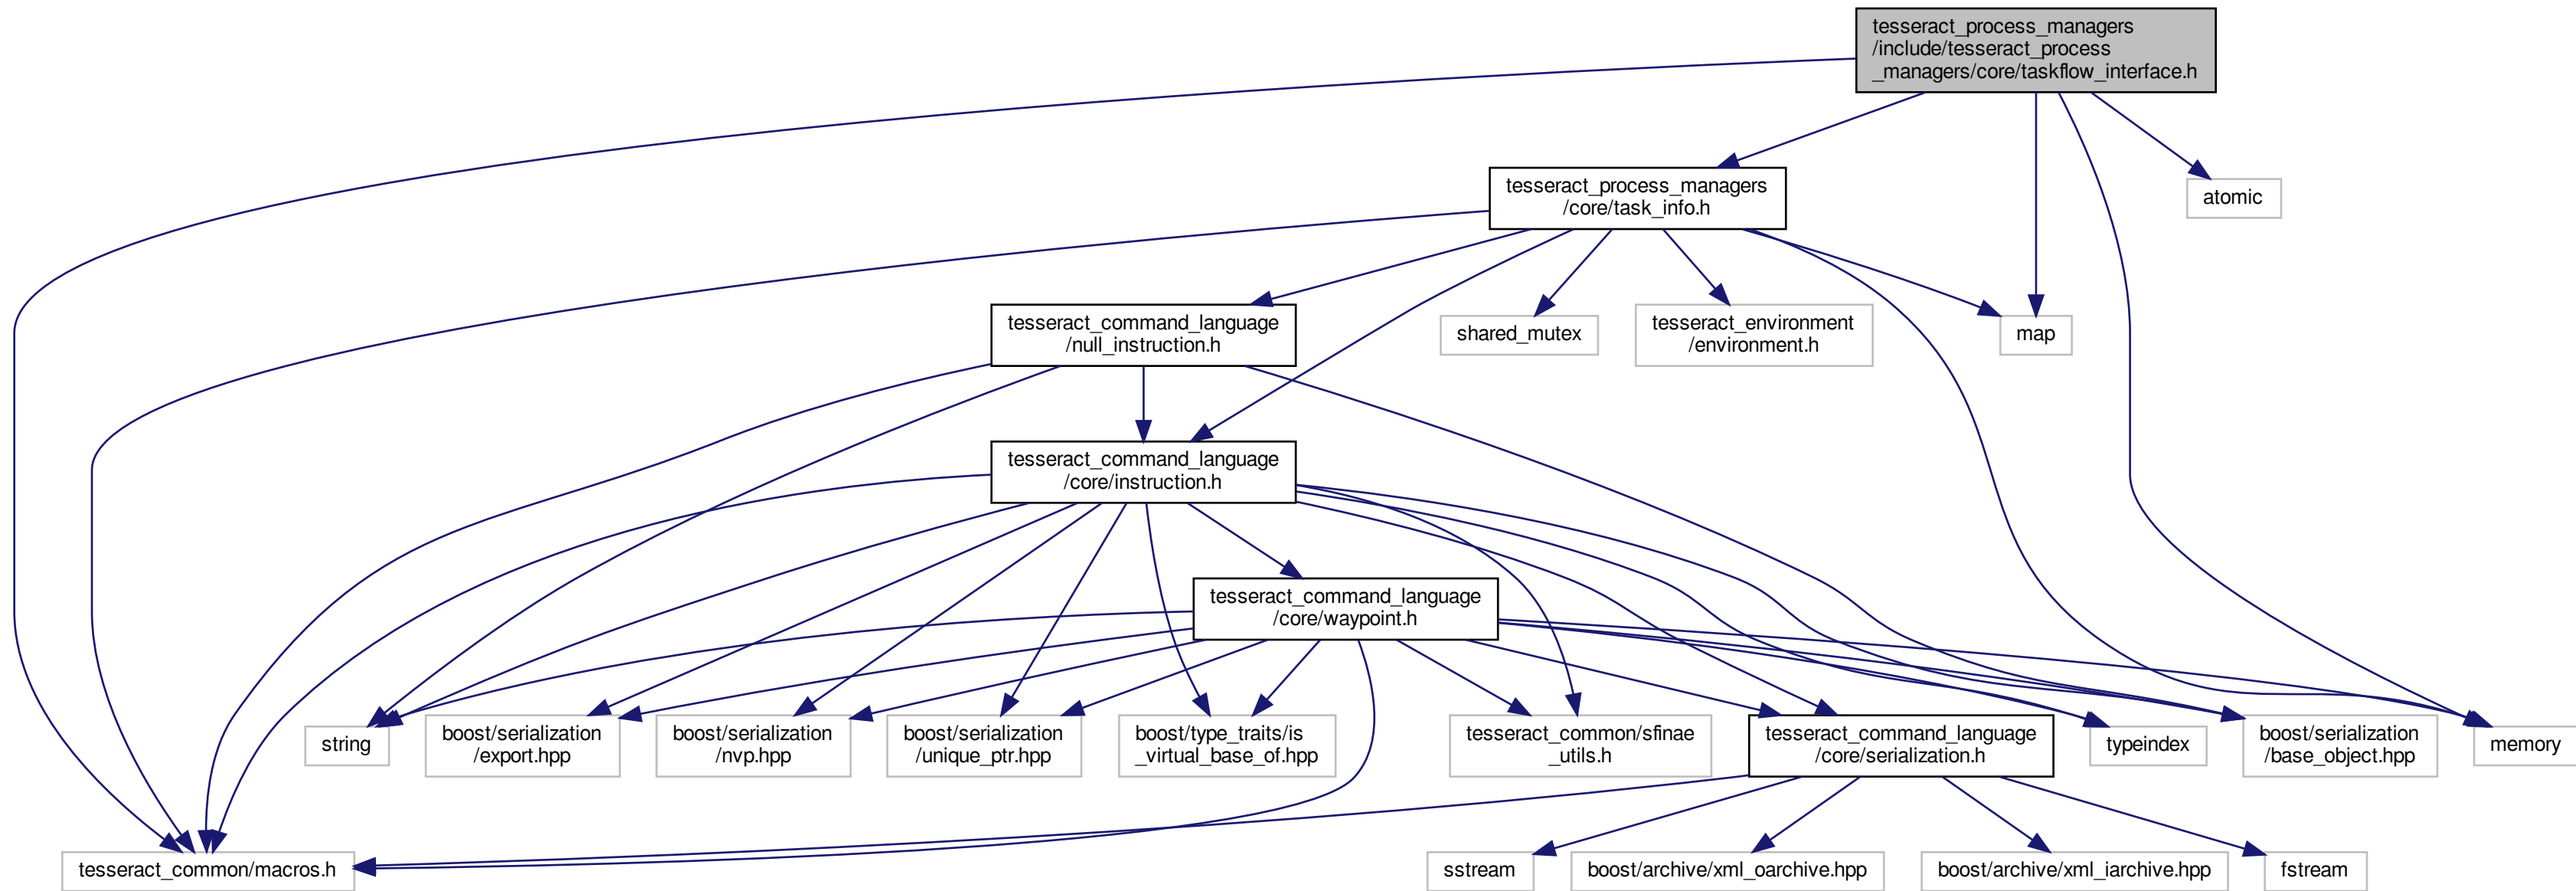 tesseract_process_managers
/include/tesseract_process
_managers/core/taskflow_interface.h
tesseract_process_managers
/core/task_info.h
atomic
tesseract_command_language
/null_instruction.h
shared_mutex
tesseract_environment
/environment.h
map
tesseract_command_language
/core/instruction.h
tesseract_command_language
/core/waypoint.h
string
boost/serialization
/export.hpp
boost/serialization
/nvp.hpp
boost/serialization
/unique_ptr.hpp
boost/type_traits/is
_virtual_base_of.hpp
tesseract_common/sfinae
_utils.h
tesseract_command_language
/core/serialization.h
typeindex
boost/serialization
/base_object.hpp
memory
tesseract_common/macros.h
sstream
boost/archive/xml_oarchive.hpp
boost/archive/xml_iarchive.hpp
fstream